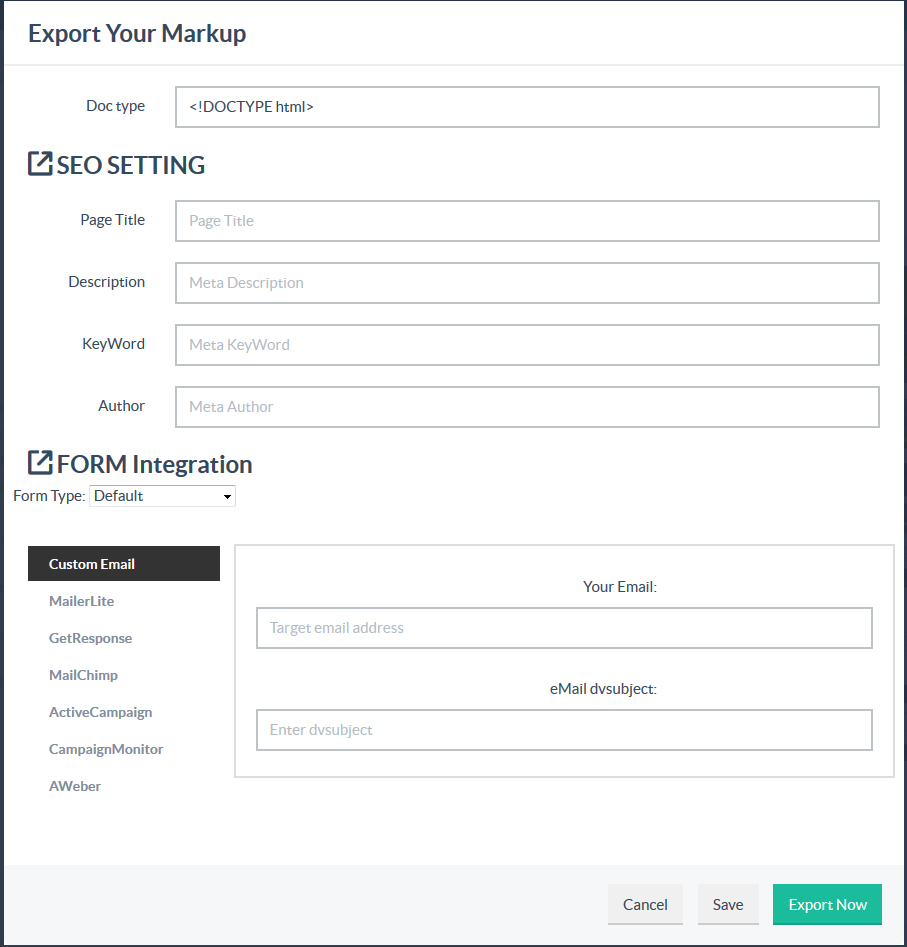 Export Your Markup
Doc type
<!DOCTYPE html>
SEO SETTING
Page Title
Page Title
Description
Meta Description
KeyWord
Meta KeyWord
Author
Meta Author
FORM Integration
Form Type: Default
Custom Email
MailerLite
GetResponse
MailChimp
ActiveCampaign
CampaignMonitor
AWeber
Your Email:
Target email address
eMail dvsubject:
Enter dvsubject
Cancel Save Export Now